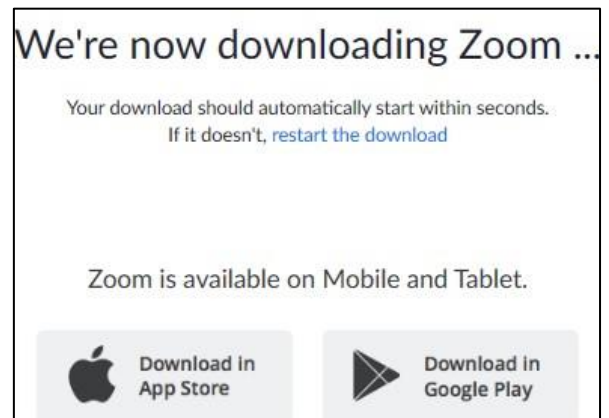 We're now downloading Zoom ...
Your download should automatically start within seconds.
If it doesn't, restart the download
Zoom is available on Mobile and Tablet.
Download in
App Store
Download in
Google Play